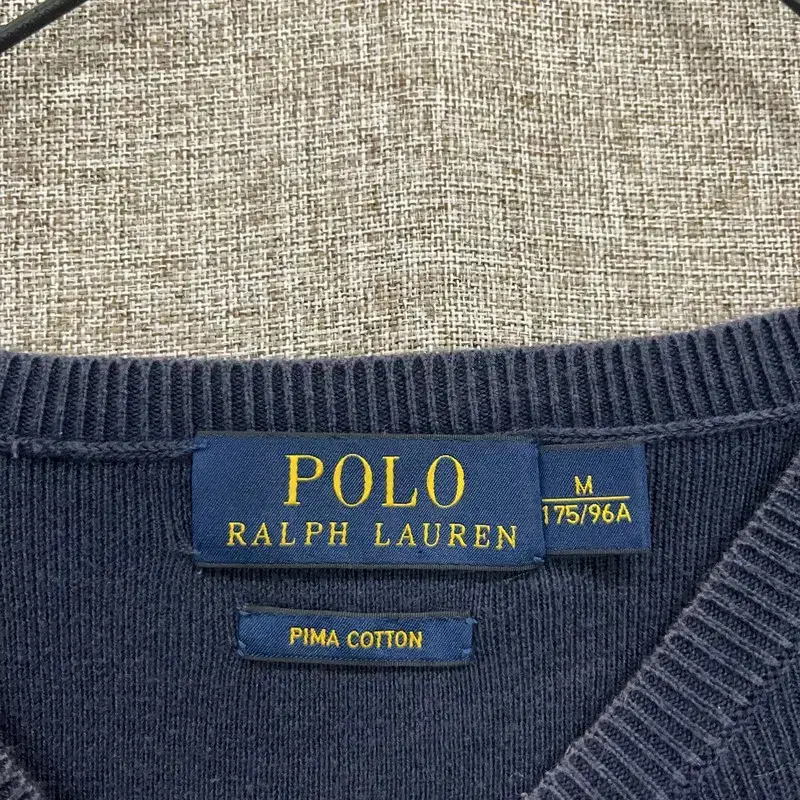 POLO
RALPH LAUREN
M
175/96A
PIMA COTTON